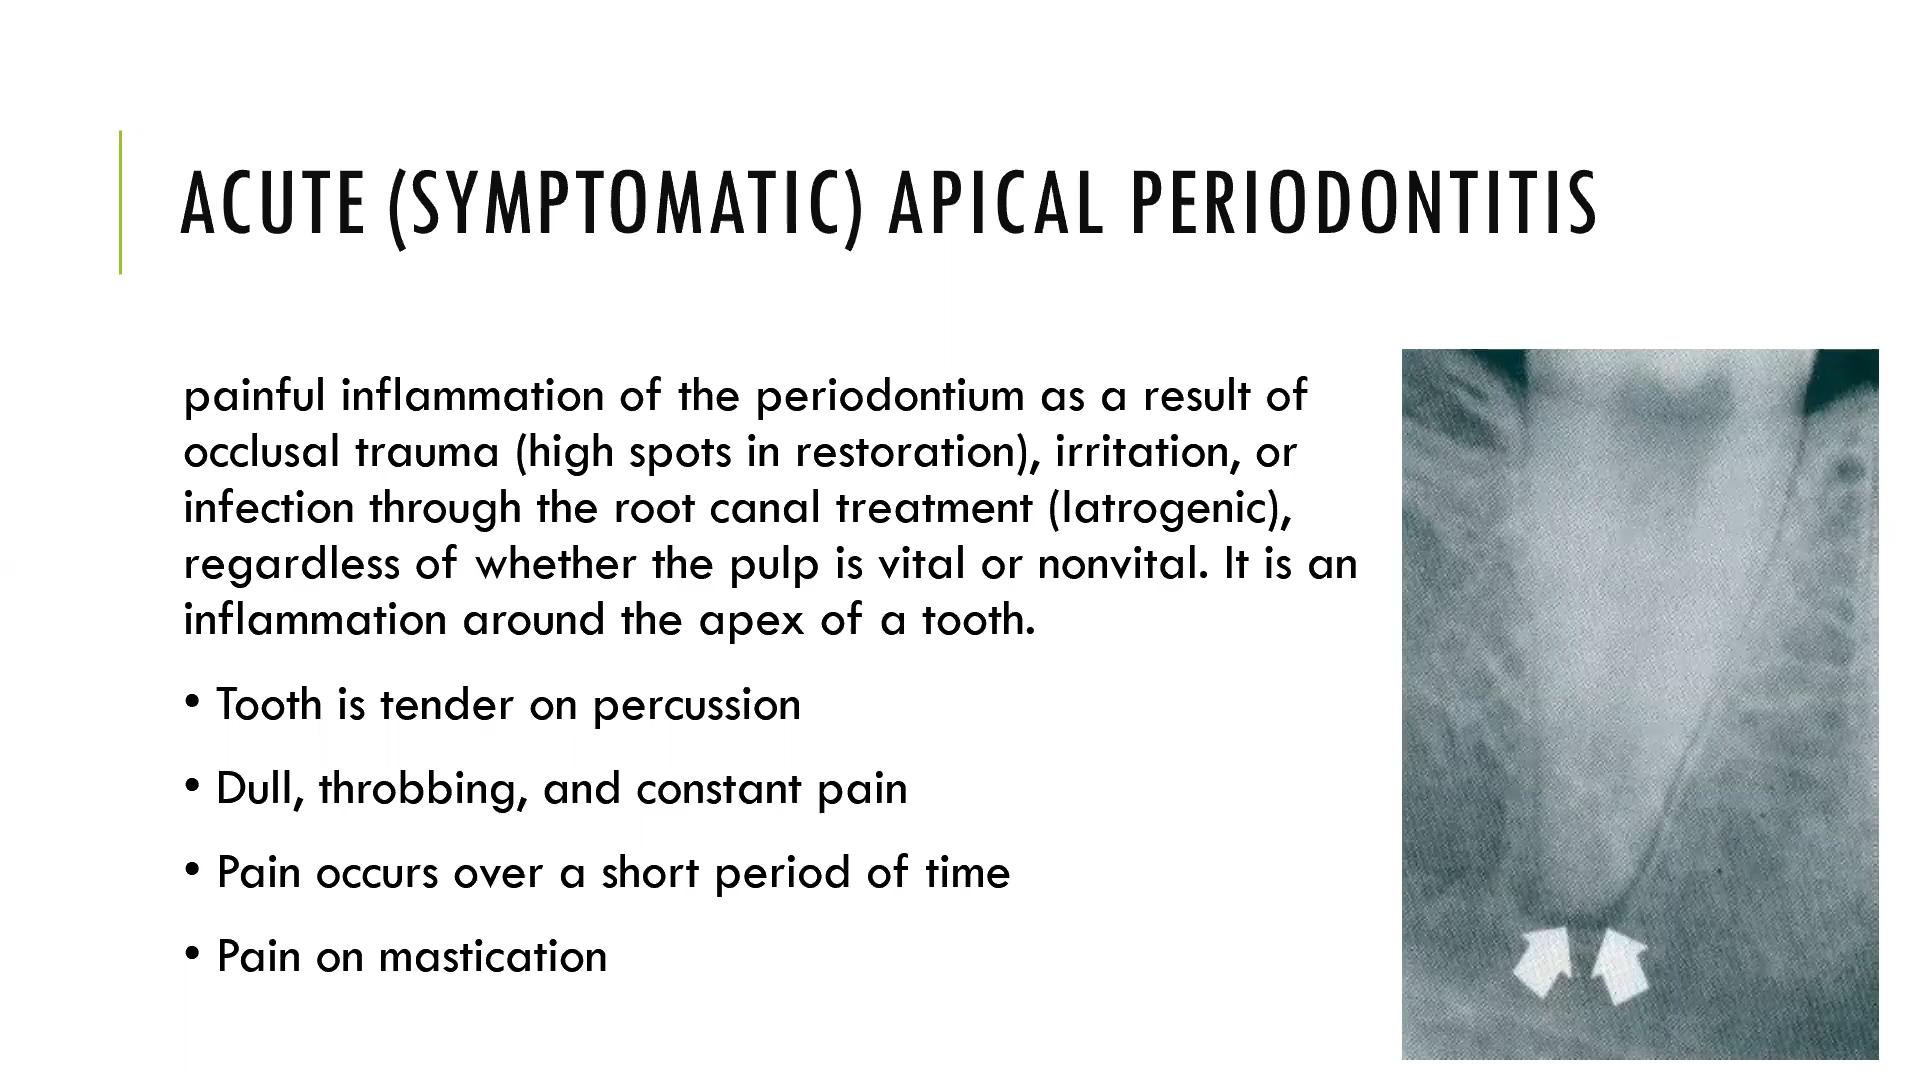 ACUTE (SYMPTOMATIC) APICAL PERIODONTITIS
painful inflammation of the periodontium as a result of
occlusal trauma (high spots in restoration), irritation, or
infection through the root canal treatment (Iatrogenic),
regardless of whether the pulp is vital or nonvital. It is an
inflammation around the apex of a tooth.
• Tooth is tender on percussion
• Dull, throbbing, and constant pain
• Pain occurs over a short period of time
• Pain on mastication